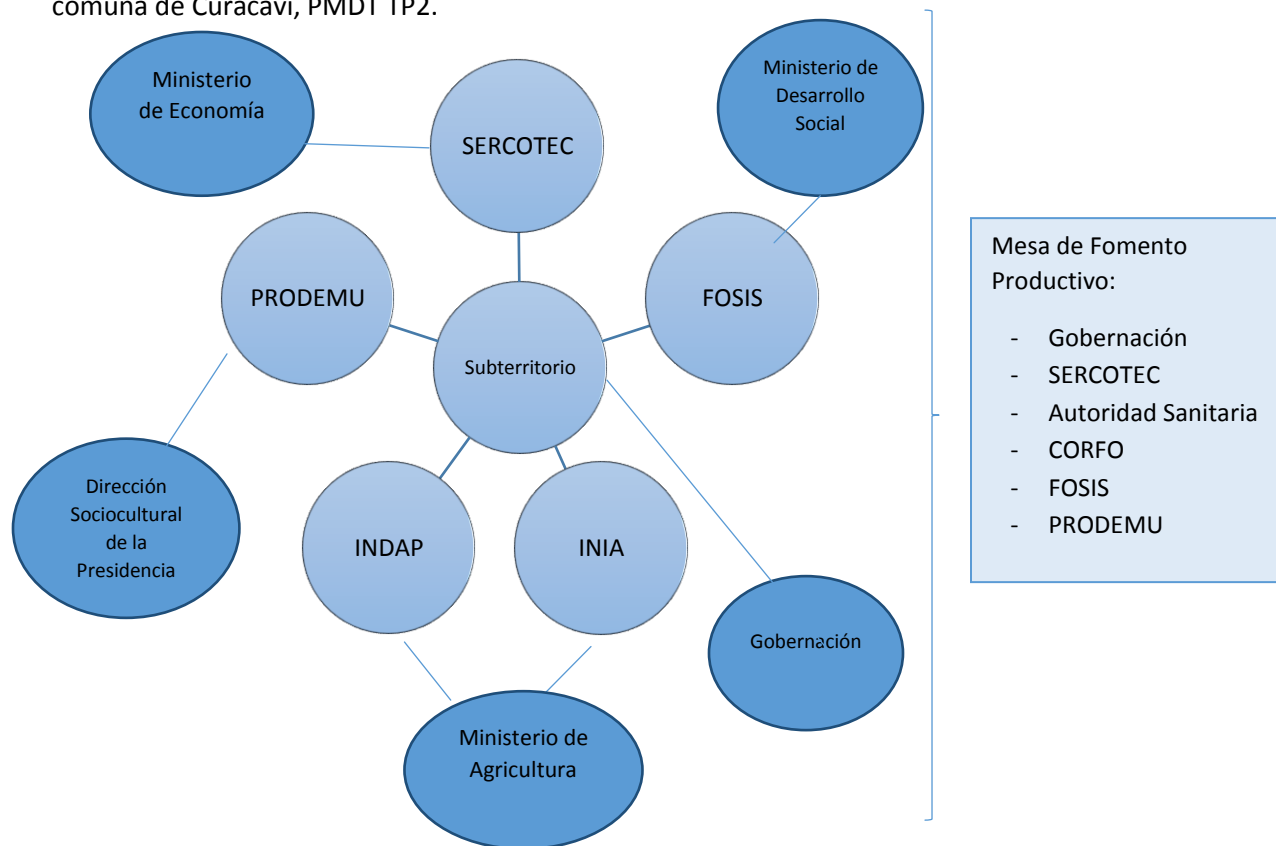 comuna de Curacaví, PMDT TP2.
Ministerio
de Economía
SERCOTEC
Ministerio de
Desarrollo
Social
PRODEMU
FOSIS
Subterritorio
Dirección
Sociocultural
de la
Presidencia
INDAP
INIA
Gobernación
Ministerio de
Agricultura
Mesa de Fomento
Productivo:
- Gobernación
- SERCOTEC
- Autoridad Sanitaria
- CORFO
- FOSIS
- PRODEMU